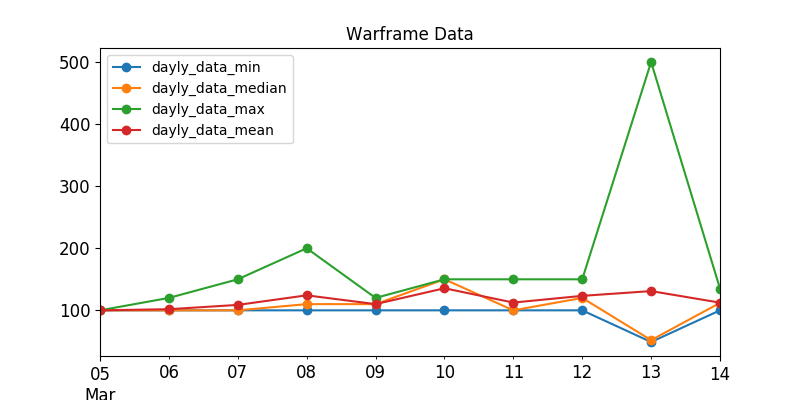 Warframe Data
dayly_data_min
dayly_data_median
dayly_data_max
dayly_data_mean
500
400
300
200
100
05 06 07 08 09 10 11 12 13 14
Mar